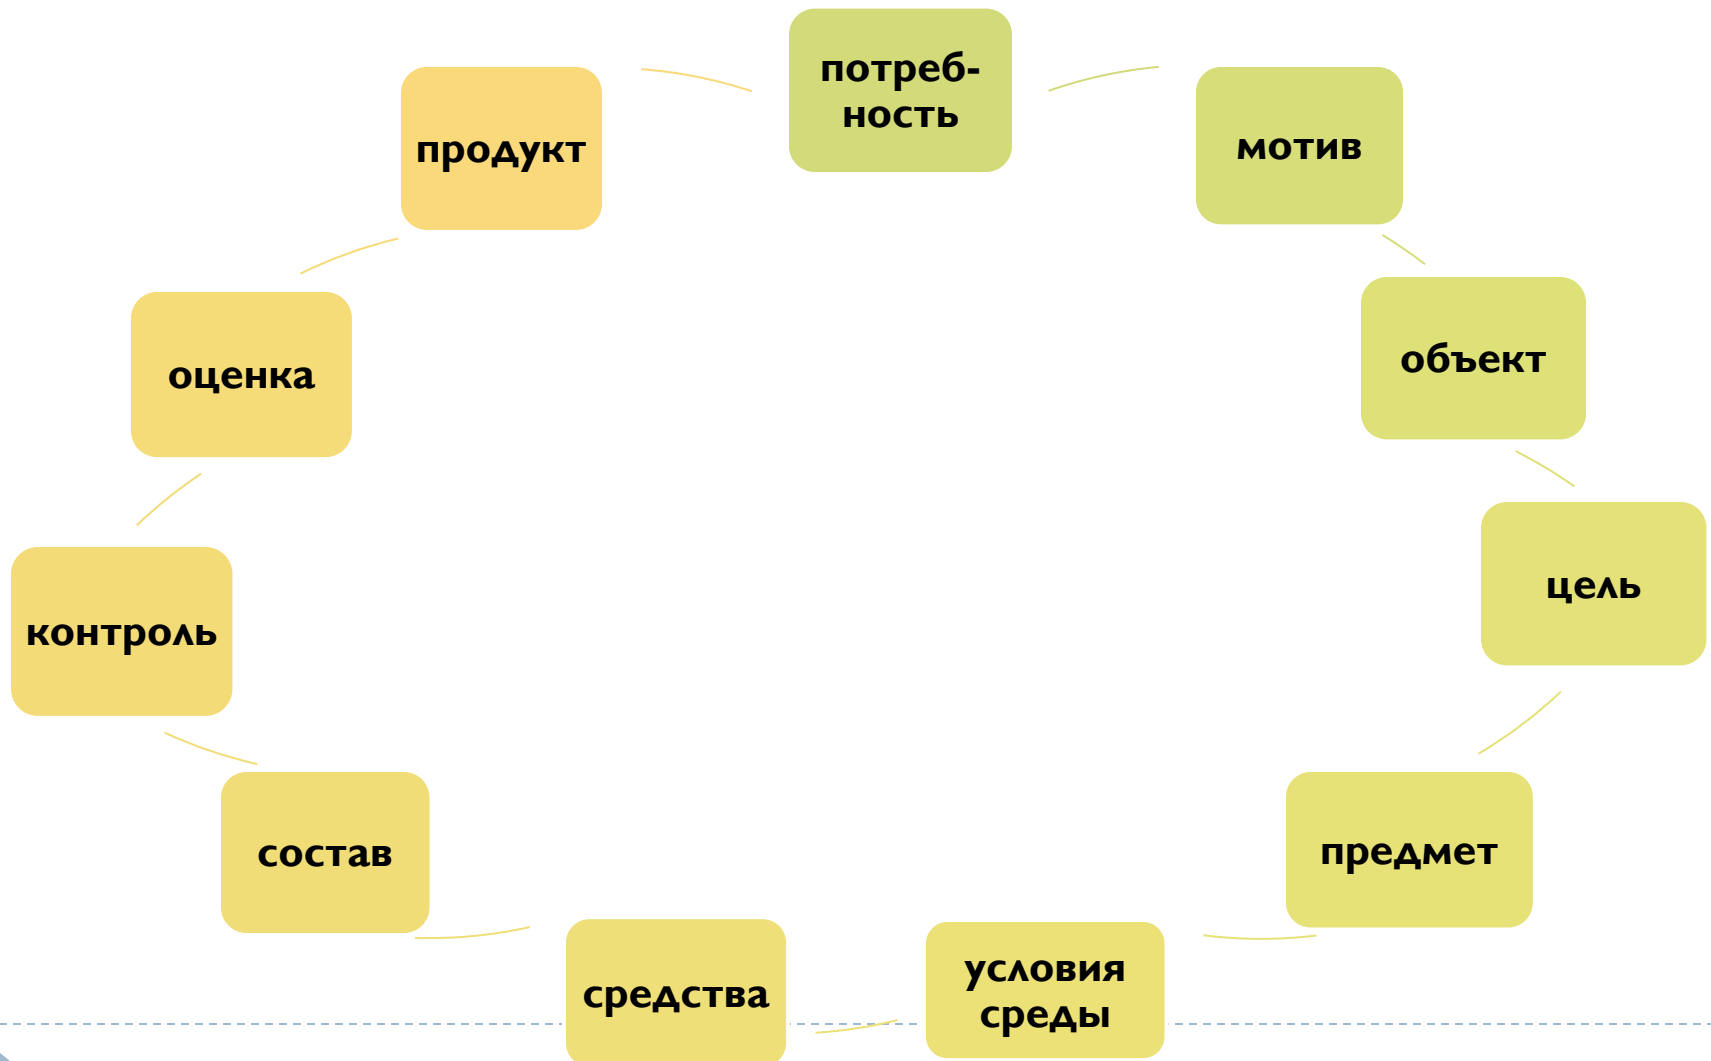 потреб-
ность
мотив
объект
цель
предмет
условия
среды
средства
состав
контроль
оценка
продукт